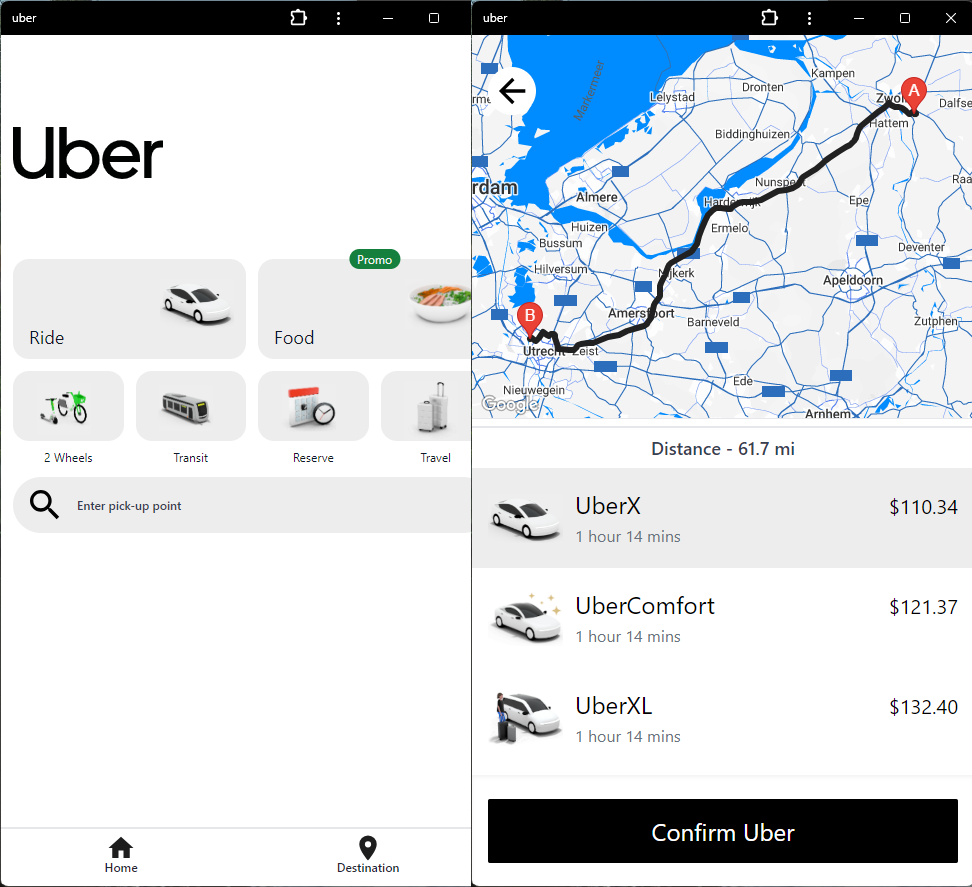 uber
Uber
Promo
Ride
Food
2 Wheels
Transit
Reserve
Travel
Enter pick-up point
Home
Destination
uber
Kampen
Dronten
Lelystad
Markermeer
A
Dalfse
Hattem
Biddinghuizen
rdam
Almere
Nunspeet
Raa
Harderwijk
Epe
Huizen
Ermelo
Bussum
Deventer
Hilversum
Nijkerk
Apeldoorn
B
Amersfoort
Barneveld
Zutphen
Utrecht
Zeist
Ede
Nieuwegein
Google
Arnhem
Distance - 61.7 mi
UberX
$110.34
1 hour 14 mins
UberComfort
$121.37
1 hour 14 mins
UberXL
$132.40
1 hour 14 mins
Confirm Uber